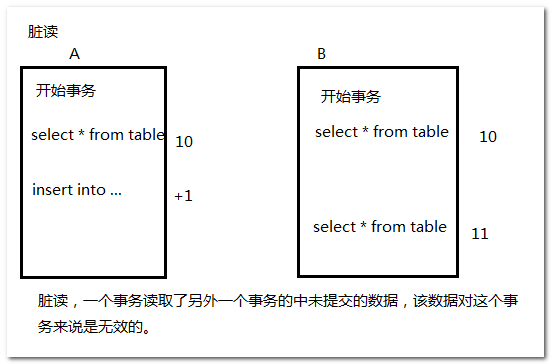 脏读
A
B
开始事务
开始事务
select * from table 10
select * from table 10
insert into ... +1
select * from table 11
脏读，一个事务读取了另外一个事务的中未提交的数据，该数据对这个事
务来说是无效的。